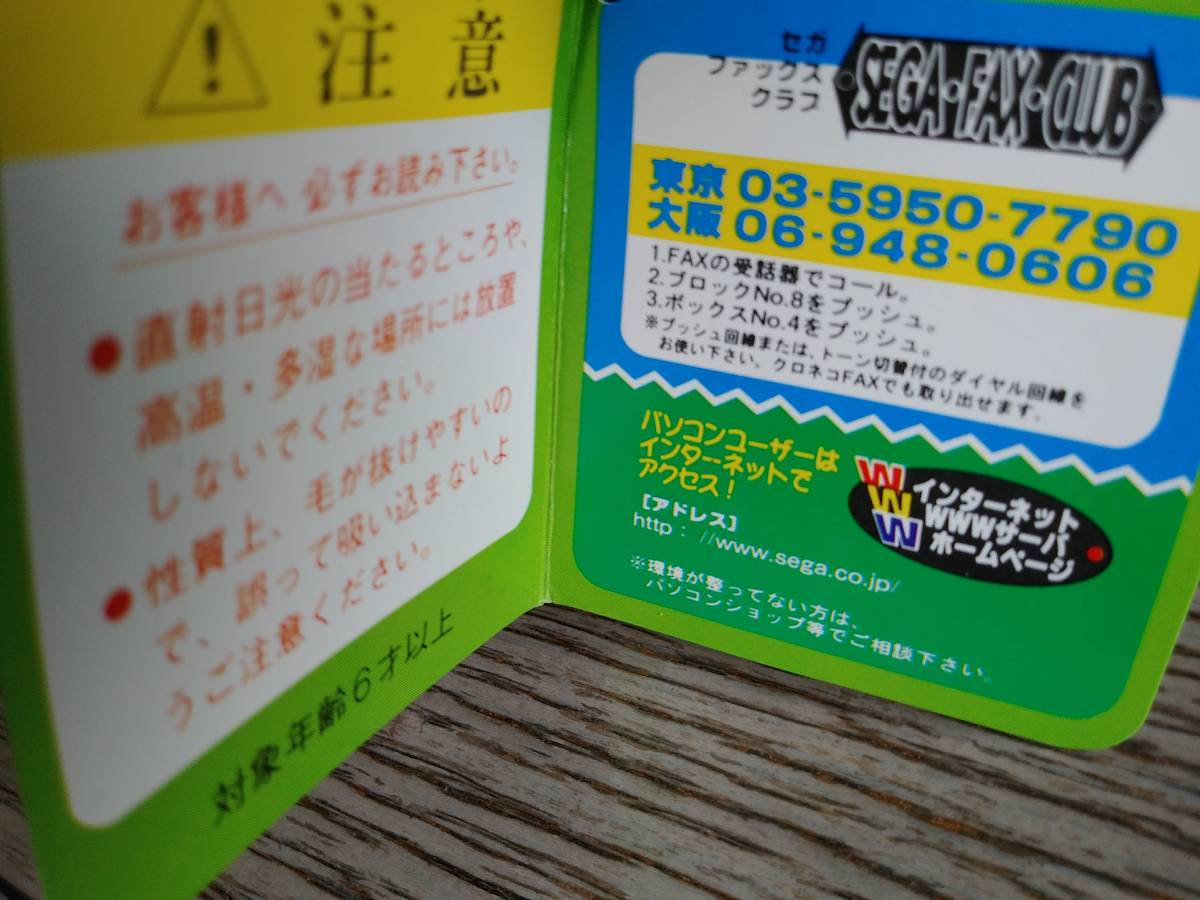 注意
お客様へ 必ずお読み下さい。
●直射日光の当たるところや、
高温・多湿な場所には放置
しないでください。
●性質上、毛が抜けやすいの
で、誤って吸い込まないよ
うご注意ください。
対象年齢6才以上
セガ
ファックス
クラブ
SEGA・FAX・CLUB
東京 03-5950-7790
大阪 06-948-0606
1.FAXの受話器でコール。
2.ブロックNo.8をプッシュ。
3.ボックスNo.4をプッシュ。
※プッシュ回線または、トーン切替付のダイヤル回線を
お使い下さい。クロネコFAXでも取り出せます。
パソコンユーザーは
インターネットで
アクセス!
[アドレス]
http://www.sega.co.jp/
WWW
インターネット
WWWサーバ
ホームページ
※環境が整ってない方は、
パソコンショップ等でご相談下さい。